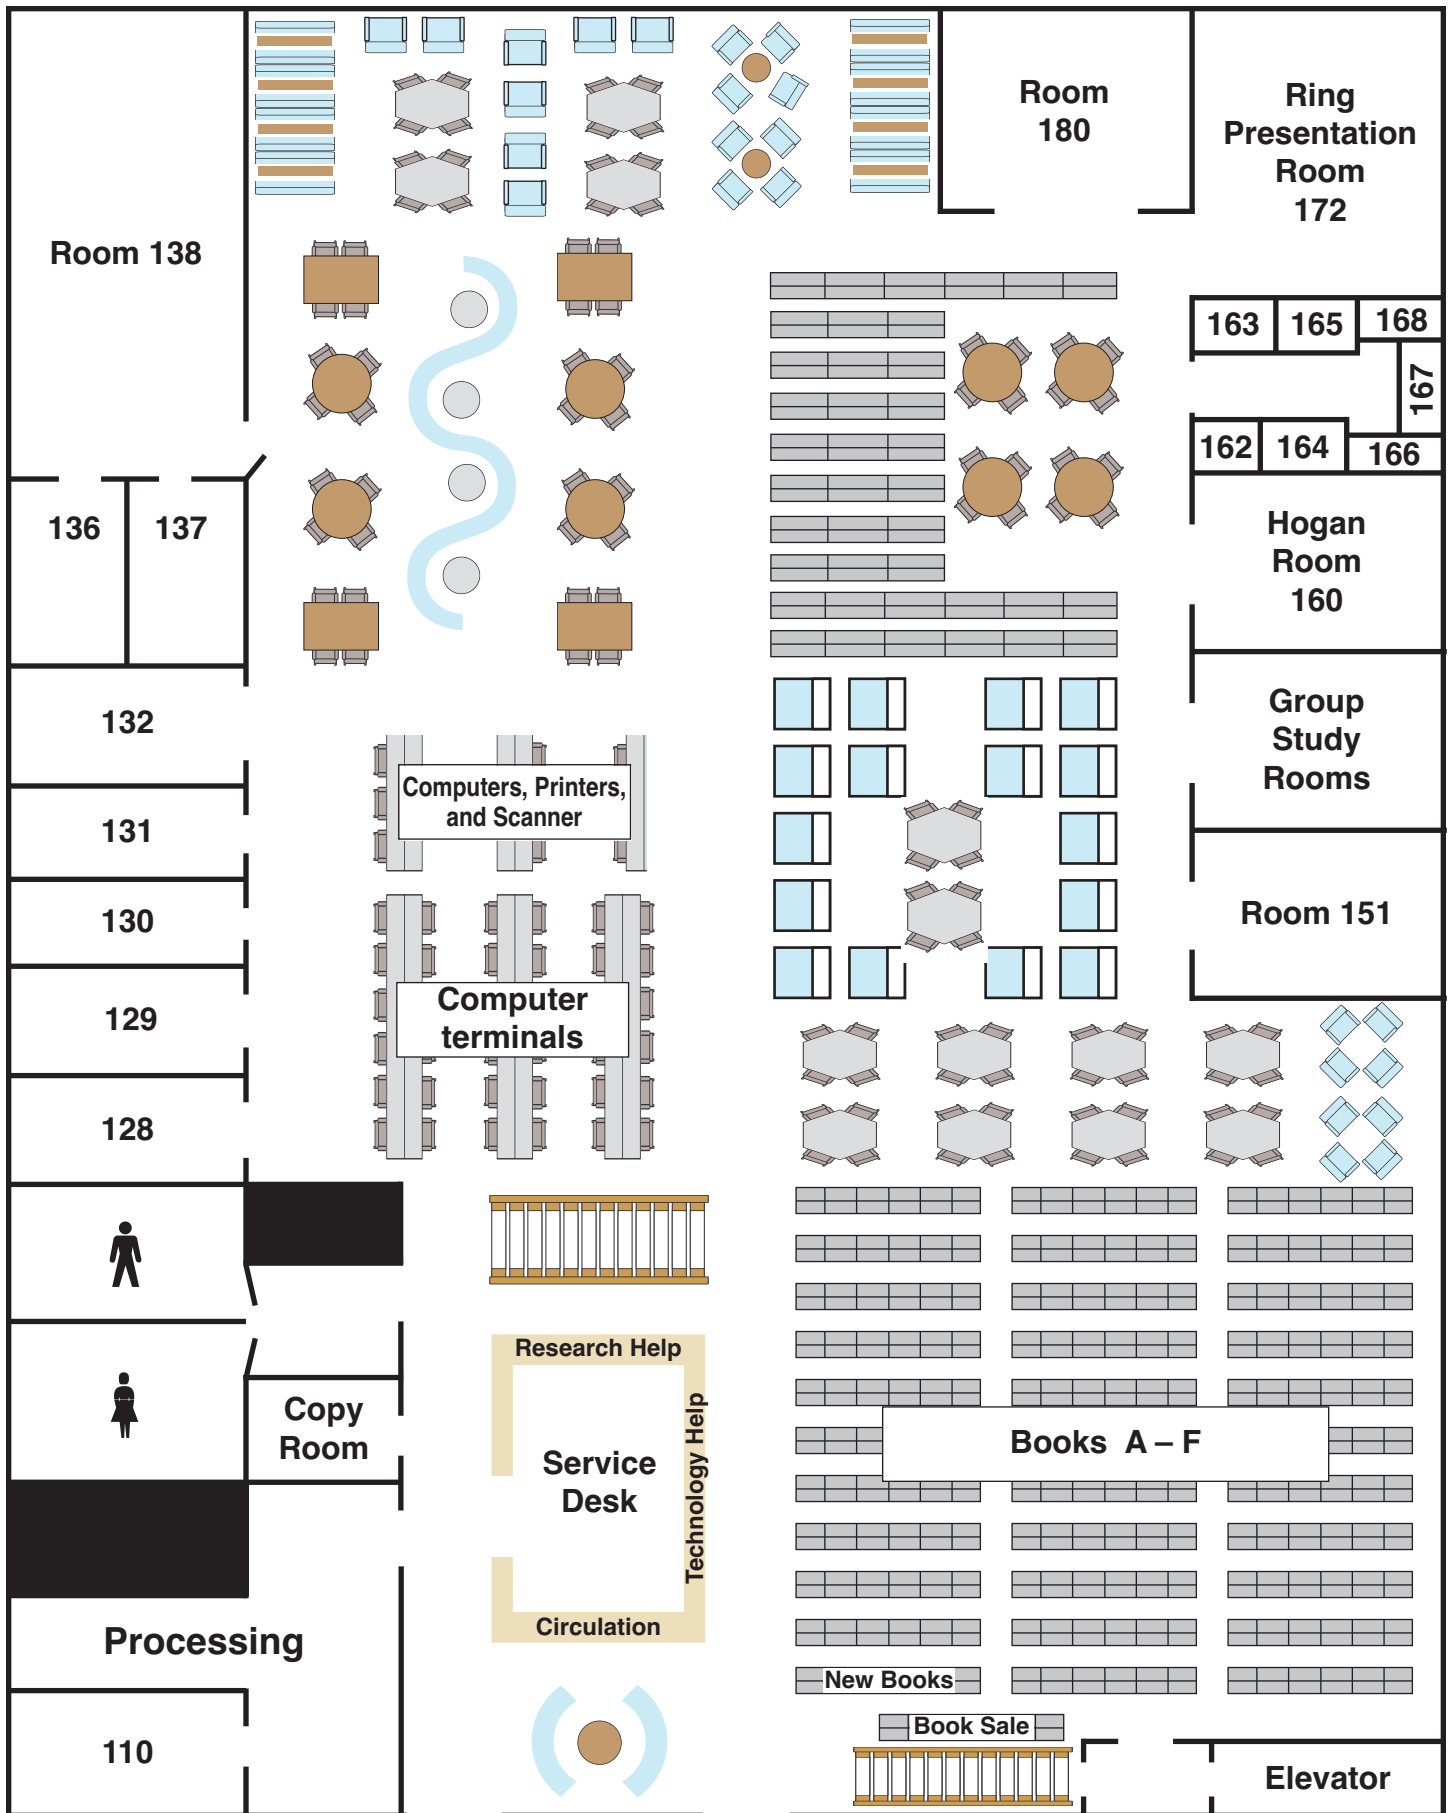 Room
180
Ring
Presentation
Room
172
Room 138
163
165
168
167
162
164
166
136
137
Hogan
Room
160
132
Group
Study
Rooms
Computers, Printers,
and Scanner
131
130
Room 151
Computer
terminals
129
128
Research Help
Copy
Room
Technology Help
Service
Desk
Books A – F
Circulation
Processing
New Books
Book Sale
110
Elevator